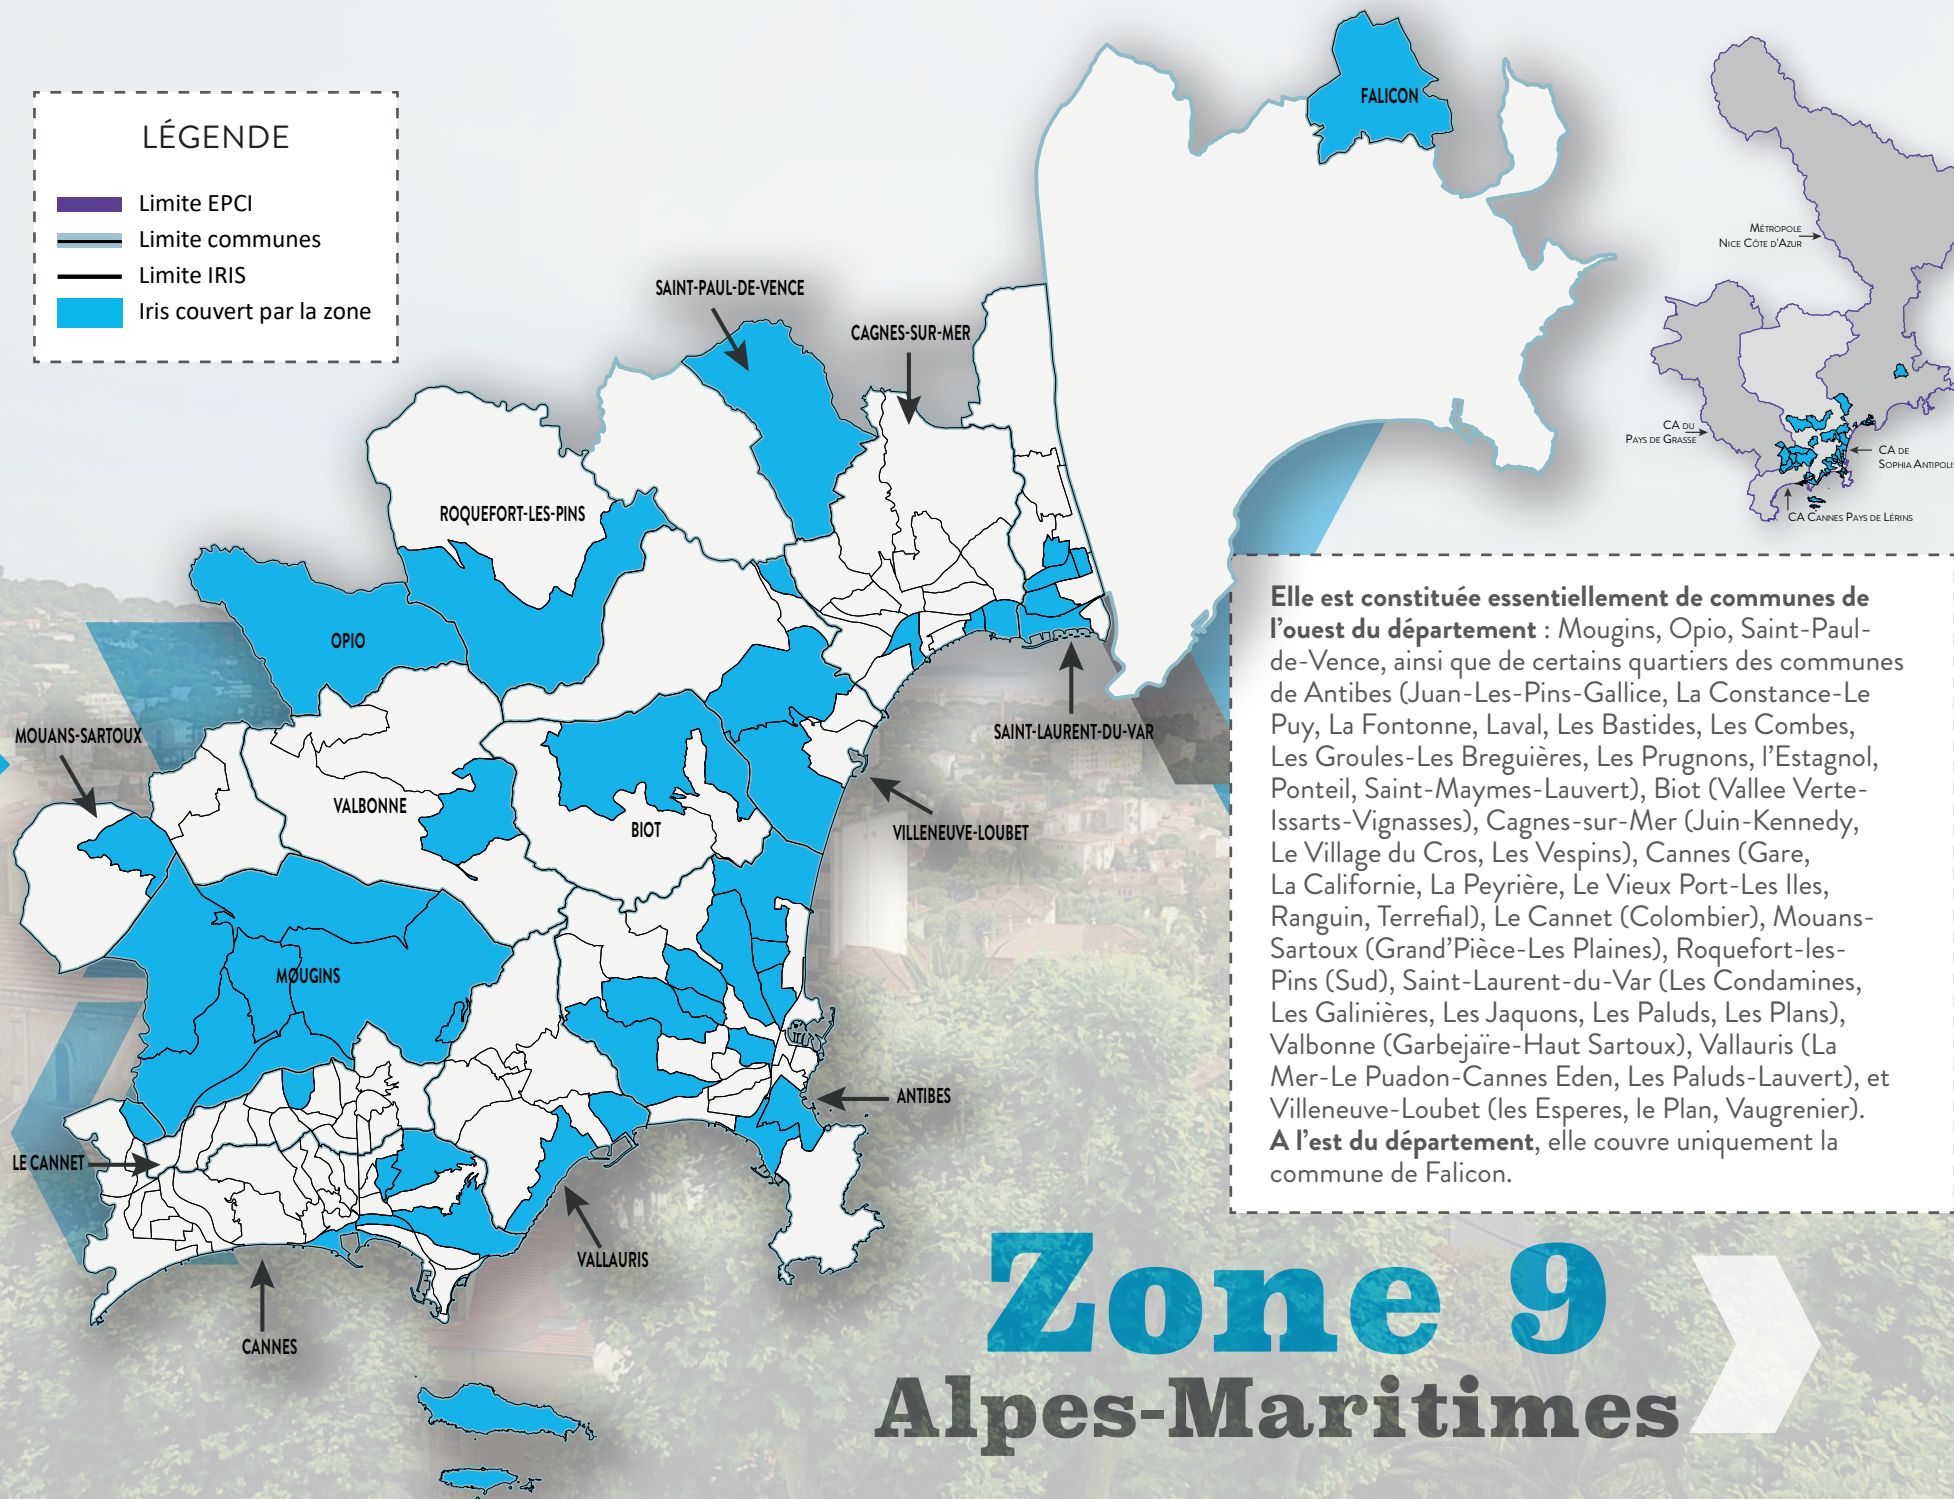 LÉGENDE
Limite EPCI
Limite communes
Limite IRIS
Iris couvert par la zone
FALICON
SAINT-PAUL-DE-VENCE
CAGNES-SUR-MER
ROQUEFORT-LES-PINS
OPIO
MOUANS-SARTOUX
VALBONNE
BIOT
SAINT-LAURENT-DU-VAR
VILLENEUVE-LOUBET
MOUGINS
ANTIBES
LE CANNET
VALLAURIS
CANNES
MÉTROPOLE
NICE CÔTE D'AZUR
CA DU
PAYS DE GRASSE
CA DE
SOPHIA ANTIPOLIS
CA CANNES PAYS DE LÉRINS
Elle est constituée essentiellement de communes de
l'ouest du département : Mougins, Opio, Saint-Paul-
de-Vence, ainsi que de certains quartiers des communes
de Antibes (Juan-Les-Pins-Gallice, La Constance-Le
Puy, La Fontonne, Laval, Les Bastides, Les Combes,
Les Groules-Les Breguières, Les Prugnons, l'Estagnol,
Ponteil, Saint-Maymes-Lauvert), Biot (Vallee Verte-
Issarts-Vignasses), Cagnes-sur-Mer (Juin-Kennedy,
Le Village du Cros, Les Vespins), Cannes (Gare,
La Californie, La Peyrière, Le Vieux Port-Les Iles,
Ranguin, Terrefial), Le Cannet (Colombier), Mouans-
Sartoux (Grand'Pièce-Les Plaines), Roquefort-les-
Pins (Sud), Saint-Laurent-du-Var (Les Condamines,
Les Galinières, Les Jaquons, Les Paluds, Les Plans),
Valbonne (Garbejaïre-Haut Sartoux), Vallauris (La
Mer-Le Puadon-Cannes Eden, Les Paluds-Lauvert), et
Villeneuve-Loubet (les Esperes, le Plan, Vaugrenier).
A l'est du département, elle couvre uniquement la
commune de Falicon.
Zone 9
Alpes-Maritimes